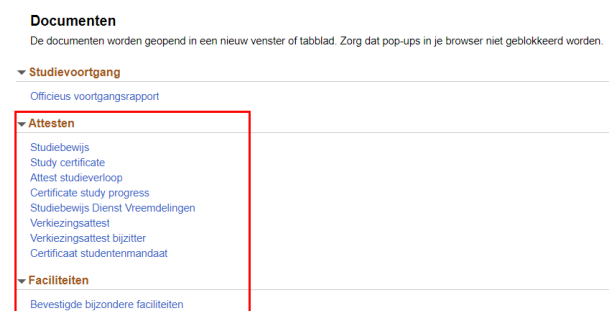 Documenten
De documenten worden geopend in een nieuw venster of tabblad. Zorg dat pop-ups in je browser niet geblokkeerd worden.
Studievoortgang
Officieus voortgangsrapport
Attesten
Studiebewijs
Study certificate
Attest studieverloop
Certificate study progress
Studiebewijs Dienst Vreemdelingen
Verkiezingsattest
Verkiezingsattest bijzitter
Certificaat studentenmandaat
Faciliteiten
Bevestigde bijzondere faciliteiten